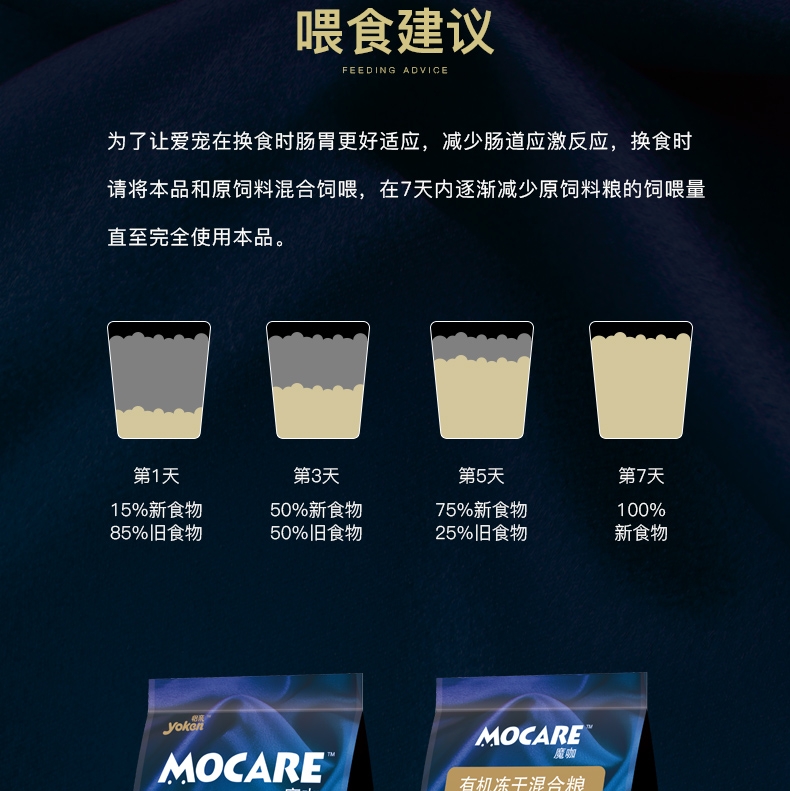 喂食建议
FEEDING ADVICE
为了让爱宠在换食时肠胃更好适应，减少肠道应激反应，换食时
请将本品和原饲料混合饲喂，在7天内逐渐减少原饲料粮的饲喂量
直至完全使用本品。
第1天
15%新食物
85%旧食物
第3天
50%新食物
50%旧食物
第5天
75%新食物
25%旧食物
第7天
100%
新食物
yoken
MOCARE™
MOCARE™
魔咖
有机冻干混合粮